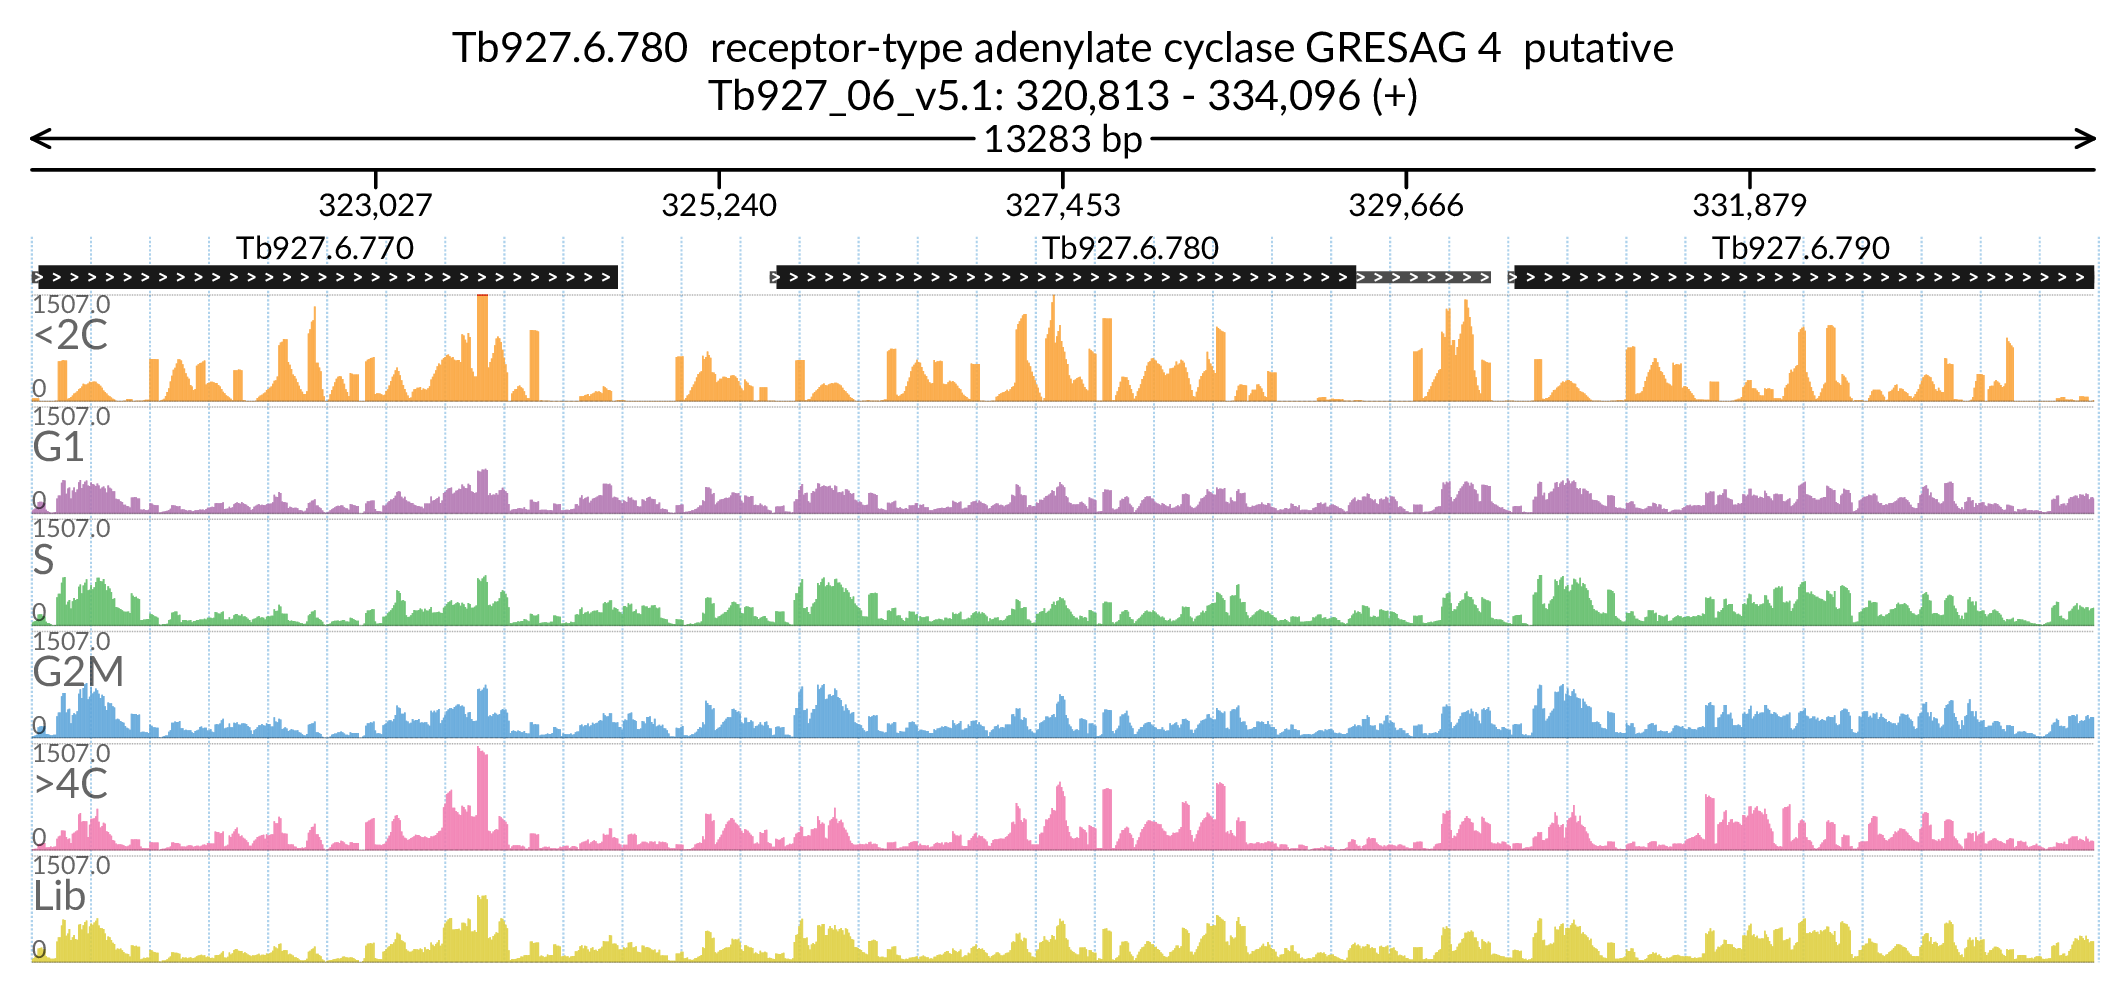 Tb927.6.780  receptor-type adenylate cyclase GRESAG 4  putative
Tb927_06_v5.1: 320,813 - 334,096 (+)
13283 bp
323,027 325,240 327,453 329,666 331,879
Tb927.6.770 Tb927.6.780 Tb927.6.790
1507.0
<2C
0
1507.0
G1
0
1507.0
S
0
1507.0
G2M
0
1507.0
>4C
0
1507.0
Lib
0